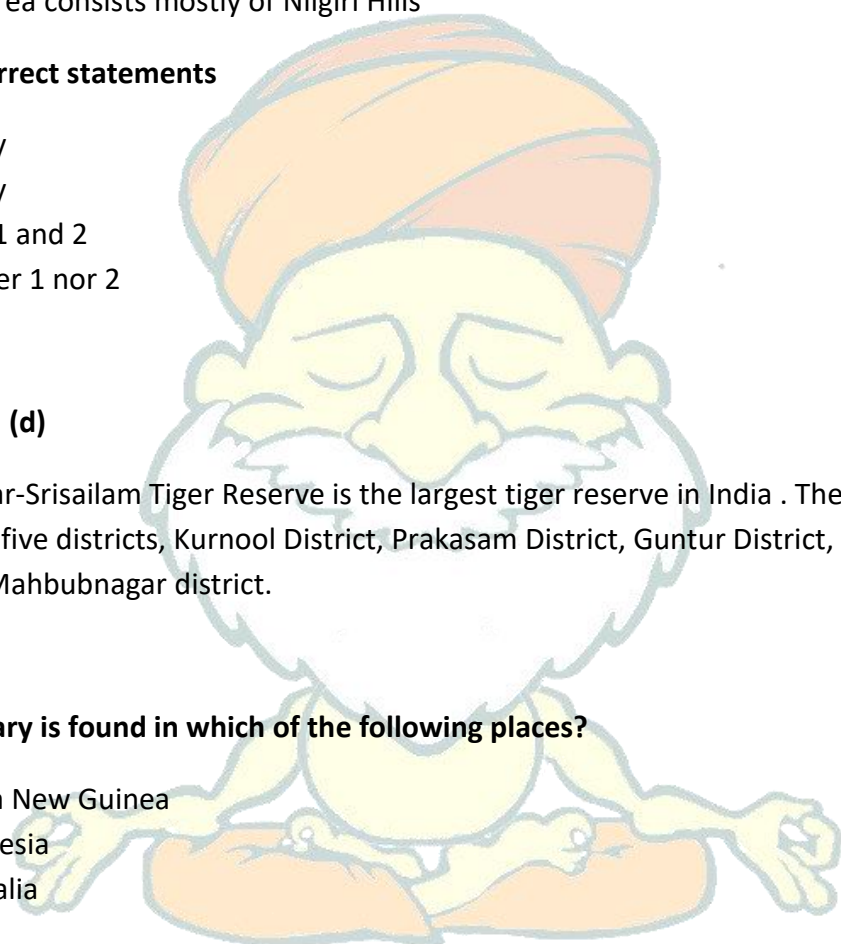 ea consists mostly of Nilgiri Hills
rrect statements
y
y
1 and 2
er 1 nor 2
(d)
ar-Srisailam Tiger Reserve is the largest tiger reserve in India . The
five districts, Kurnool District, Prakasam District, Guntur District,
Mahbubnagar district.
ary is found in which of the following places?
a New Guinea
esia
alia